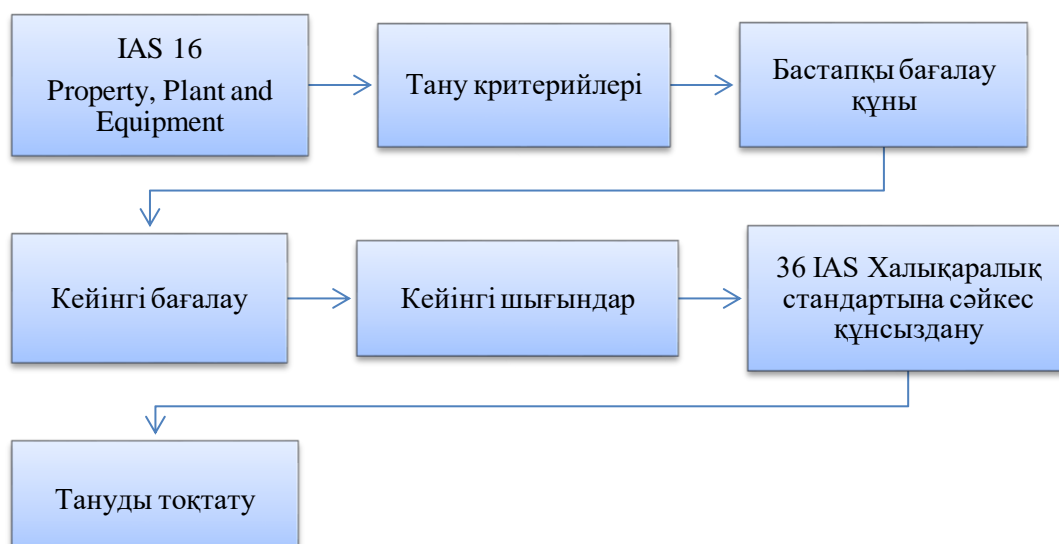 IAS 16
Property, Plant and
Equipment
Тану критерийлері
Бастапқы бағалау
құны
Кейінгі бағалау
Кейінгі шығындар
36 IAS Халықаралық
стандартына сәйкес
құнсыздану
Тануды тоқтату